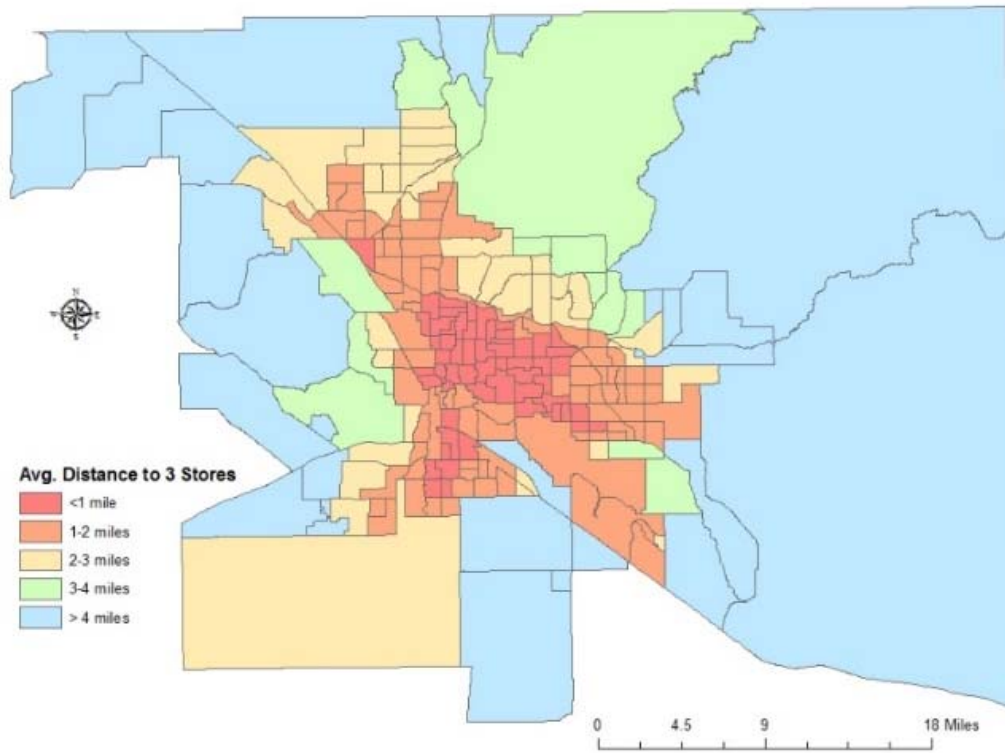 N
W
E
S
Avg. Distance to 3 Stores
<1 mile
1-2 miles
2-3 miles
3-4 miles
> 4 miles
0 4.5 9 18 Miles